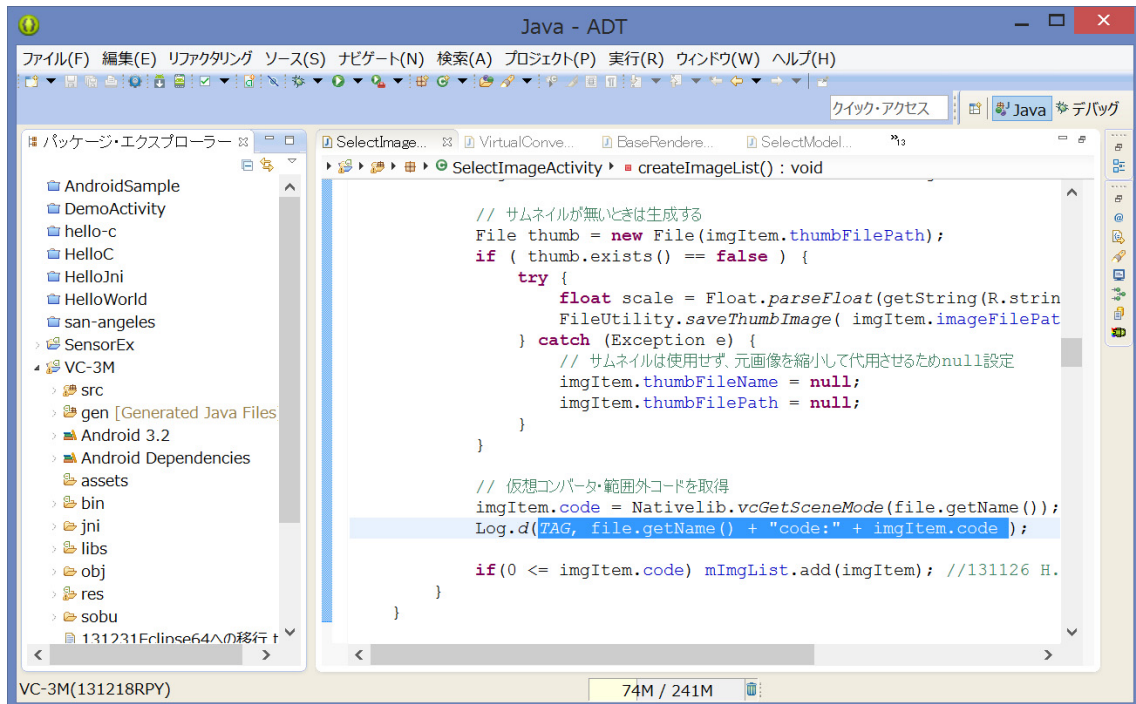 Java - ADT
ファイル(F) 編集(E) リファクタリング ソース(S) ナビゲート(N) 検索(A) プロジェクト(P) 実行(R) ウィンドウ(W) ヘルプ(H)
クイック・アクセス Java デバッグ
パッケージ・エクスプローラー
AndroidSample
DemoActivity
hello-c
HelloC
HelloJni
HelloWorld
san-angeles
SensorEx
VC-3M
src
gen [Generated Java Files
Android 3.2
Android Dependencies
assets
bin
jni
libs
obj
res
sobu
131231Eclipse64への移行 t
SelectImage... VirtualConve... BaseRendere... SelectModel... »13
SelectImageActivity createImageList() : void
// サムネイルが無いときは生成する
File thumb = new File(imgItem.thumbFilePath);
if ( thumb.exists() == false ) {
try {
float scale = Float.parseFloat(getString(R.strin
FileUtility.saveThumbImage( imgItem.imageFilePat
} catch (Exception e) {
// サムネイルは使用せず、元画像を縮小して代用させるためnull設定
imgItem.thumbFileName = null;
imgItem.thumbFilePath = null;
}
}
// 仮想コンバータ・範囲外コードを取得
imgItem.code = Nativelib.vcGetSceneMode(file.getName());
Log.d(TAG, file.getName() + "code:" + imgItem.code );
if(0 <= imgItem.code) mImgList.add(imgItem); //131126 H.
}
}
VC-3M(131218RPY)
74M / 241M